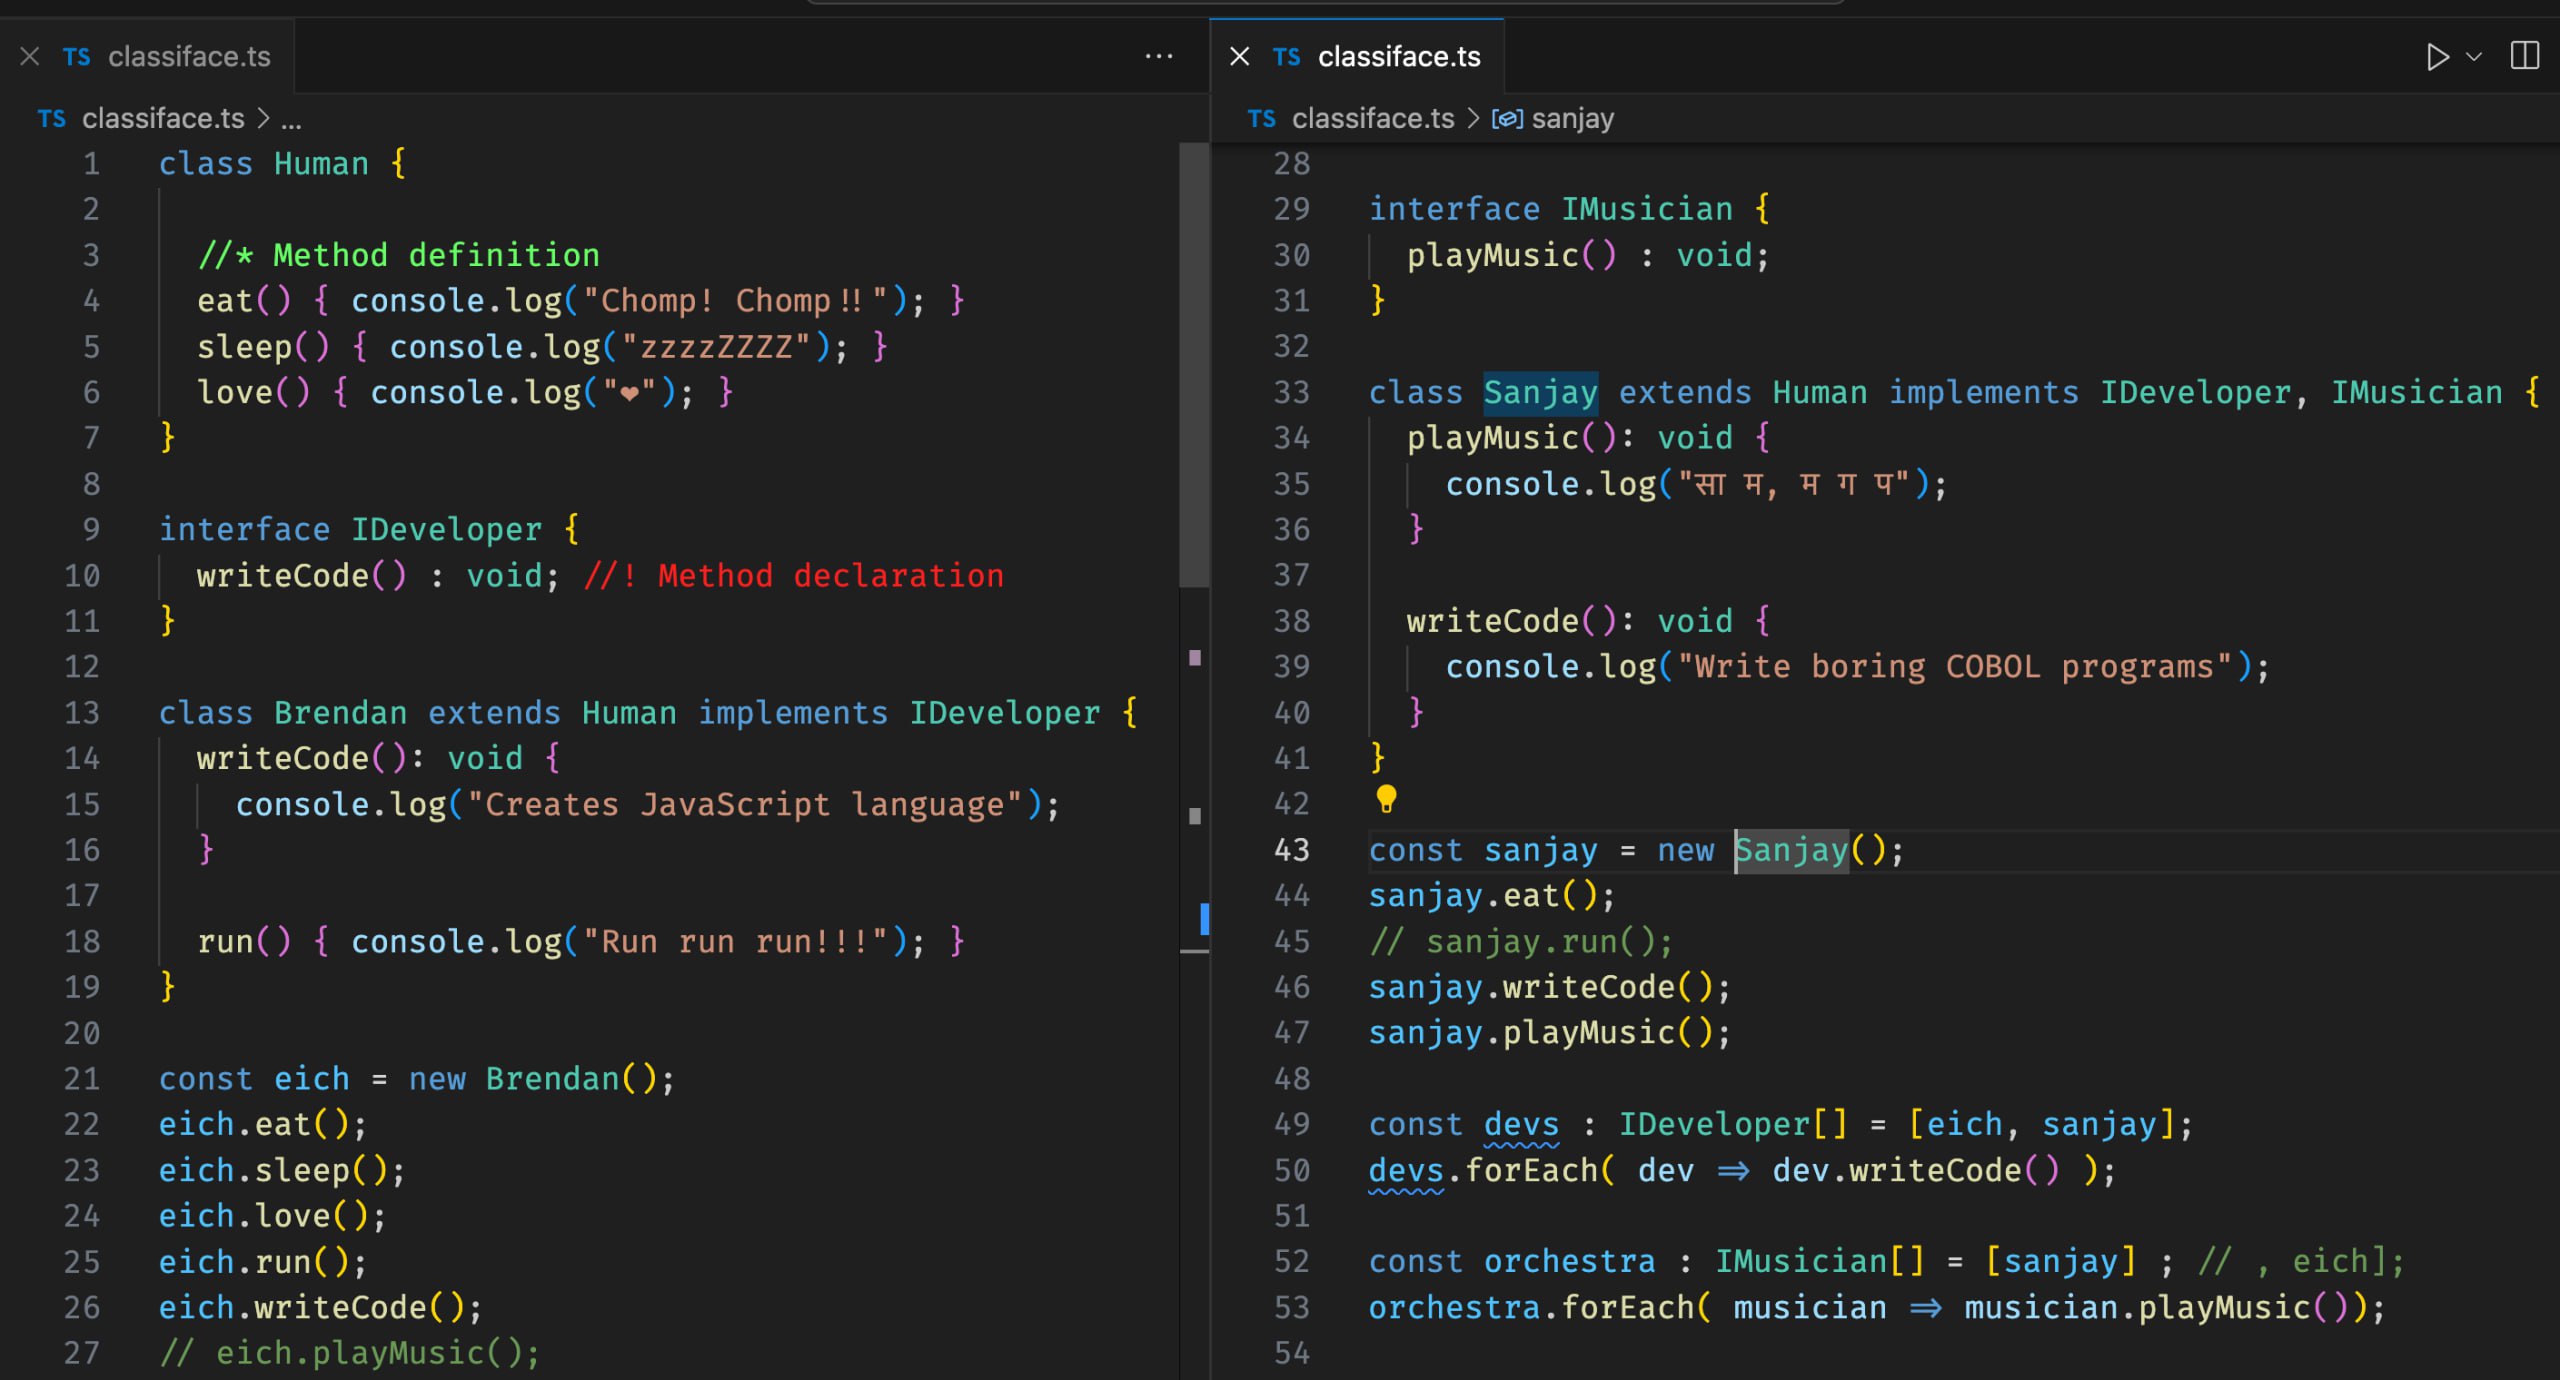 TS classiface.ts ...
TS classiface.ts > ...
1 class Human {
2
3 //* Method definition
4 eat() { console.log("Chomp! Chomp!!"); }
5 sleep() { console.log("zzzzZZZZ"); }
6 love() { console.log("❤"); }
7 }
8
9 interface IDeveloper {
10 writeCode() : void; //! Method declaration
11 }
12
13 class Brendan extends Human implements IDeveloper {
14 writeCode(): void {
15 console.log("Creates JavaScript language");
16 }
17
18 run() { console.log("Run run run!!!"); }
19 }
20
21 const eich = new Brendan();
22 eich.eat();
23 eich.sleep();
24 eich.love();
25 eich.run();
26 eich.writeCode();
27 // eich.playMusic();
TS classiface.ts
TS classiface.ts > sanjay
28
29 interface IMusician {
30 playMusic() : void;
31 }
32
33 class Sanjay extends Human implements IDeveloper, IMusician {
34 playMusic(): void {
35 console.log("सा म, म ग प");
36 }
37
38 writeCode(): void {
39 console.log("Write boring COBOL programs");
40 }
41 }
42
43 const sanjay = new Sanjay();
44 sanjay.eat();
45 // sanjay.run();
46 sanjay.writeCode();
47 sanjay.playMusic();
48
49 const devs : IDeveloper[] = [eich, sanjay];
50 devs.forEach( dev => dev.writeCode() );
51
52 const orchestra : IMusician[] = [sanjay] ; // , eich];
53 orchestra.forEach( musician => musician.playMusic());
54